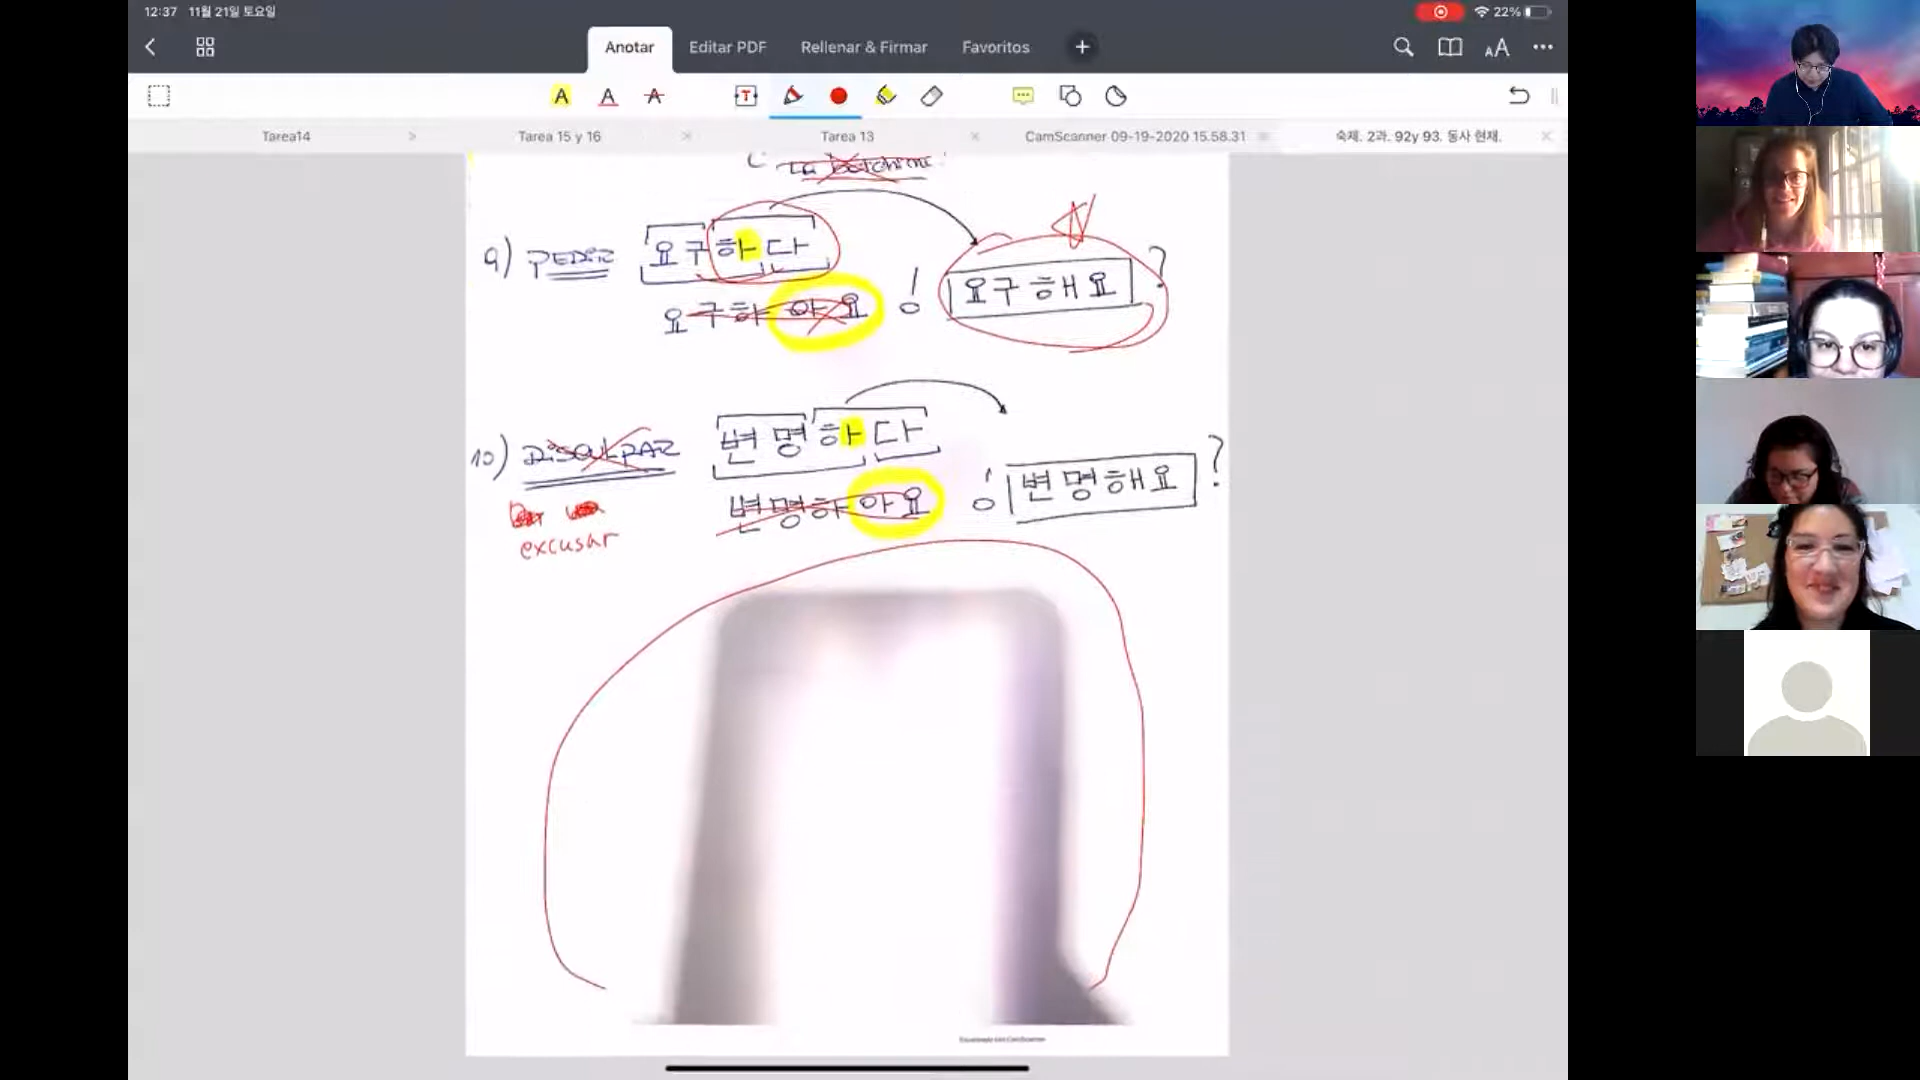 12:37 11월 21일 토요일
22%
Anotar Editar PDF Rellenar & Firmar Favoritos
Tarea14 Tarea 15 y 16 Tarea 13 CamScanner 09-19-2020 15.58.31 숙제. 2과. 92y 93. 동사 현재.
9) PEDIR 요구하다
요구하아요 ! 요구해요 ?
10) DISCULPAR 변명하다
변명하아요 ¡ 변명해요 ?
excusar